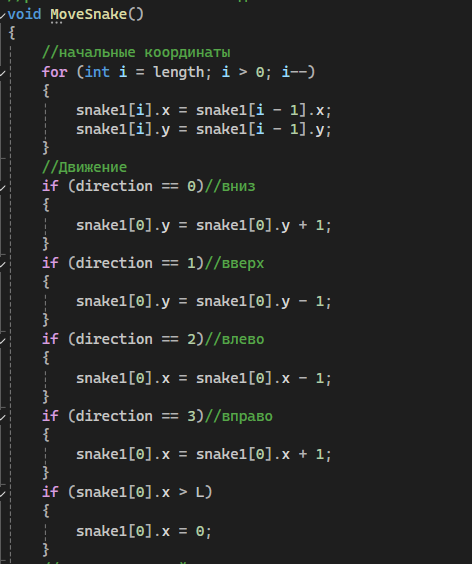 void MoveSnake()
{
    //начальные координаты
    for (int i = length; i > 0; i--)
    {
        snake1[i].x = snake1[i - 1].x;
        snake1[i].y = snake1[i - 1].y;
    }
    //Движение
    if (direction == 0)//вниз
    {
        snake1[0].y = snake1[0].y + 1;
    }
    if (direction == 1)//вверх
    {
        snake1[0].y = snake1[0].y - 1;
    }
    if (direction == 2)//влево
    {
        snake1[0].x = snake1[0].x - 1;
    }
    if (direction == 3)//вправо
    {
        snake1[0].x = snake1[0].x + 1;
    }
    if (snake1[0].x > L)
    {
        snake1[0].x = 0;
    }